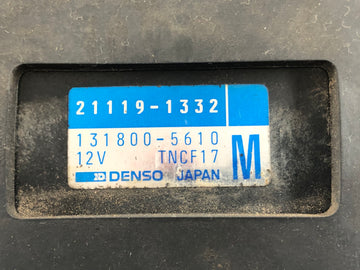 21119-1332
131800-5610
12V TNCF17 M
DENSO JAPAN